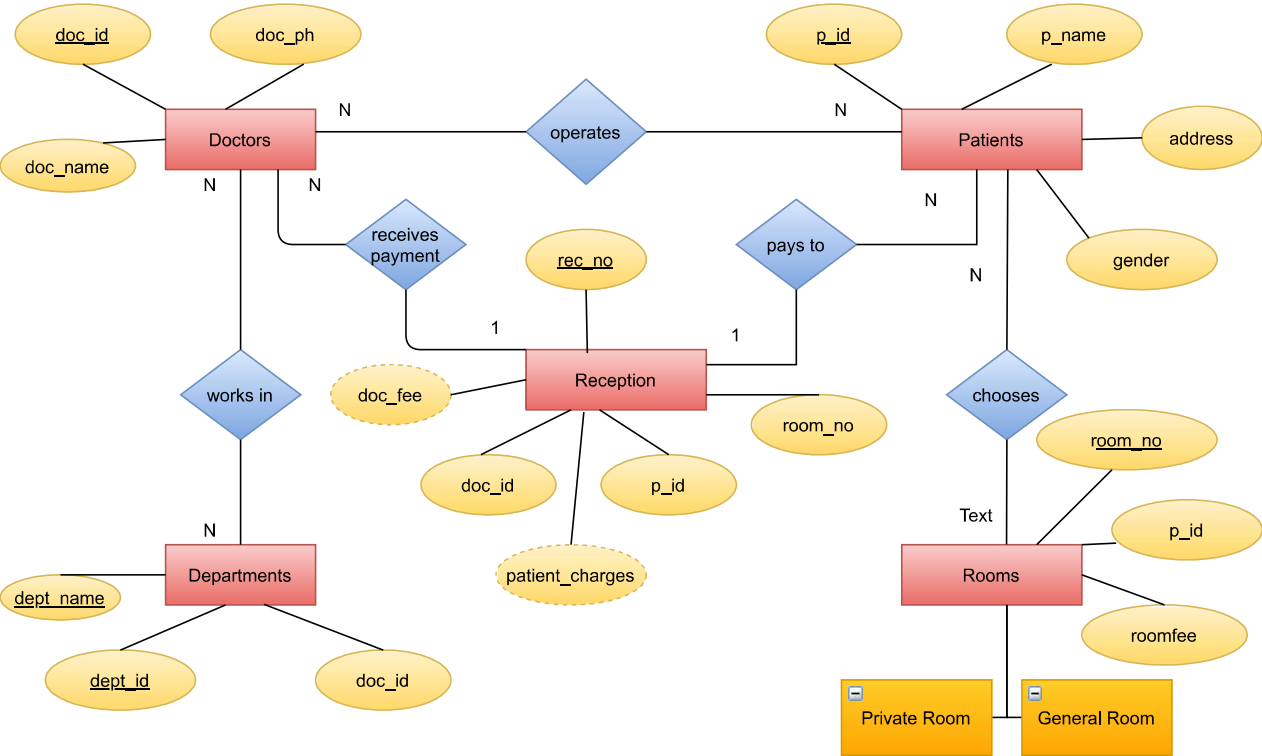 doc_id
doc_ph
p_id
p_name
N
N
Doctors
operates
Patients
address
doc_name
N
N
N
receives
payment
pays to
rec_no
gender
N
1
1
Reception
works in
doc_fee
chooses
room_no
room_no
doc_id
p_id
Text
N
p_id
Departments
patient_charges
Rooms
dept_name
roomfee
dept_id
doc_id
Private Room
General Room